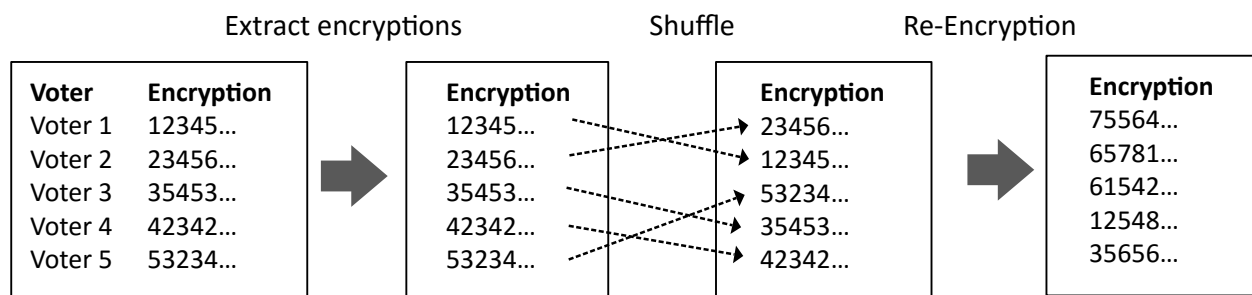 Extract encryptions Shuffle Re-Encryption
Voter Encryption Encryption Encryption Encryption
Voter 1 12345... 12345... 23456... 75564...
Voter 2 23456... 23456... 12345... 65781...
Voter 3 35453... 35453... 53234... 61542...
Voter 4 42342... 42342... 35453... 12548...
Voter 5 53234... 53234... 42342... 35656...